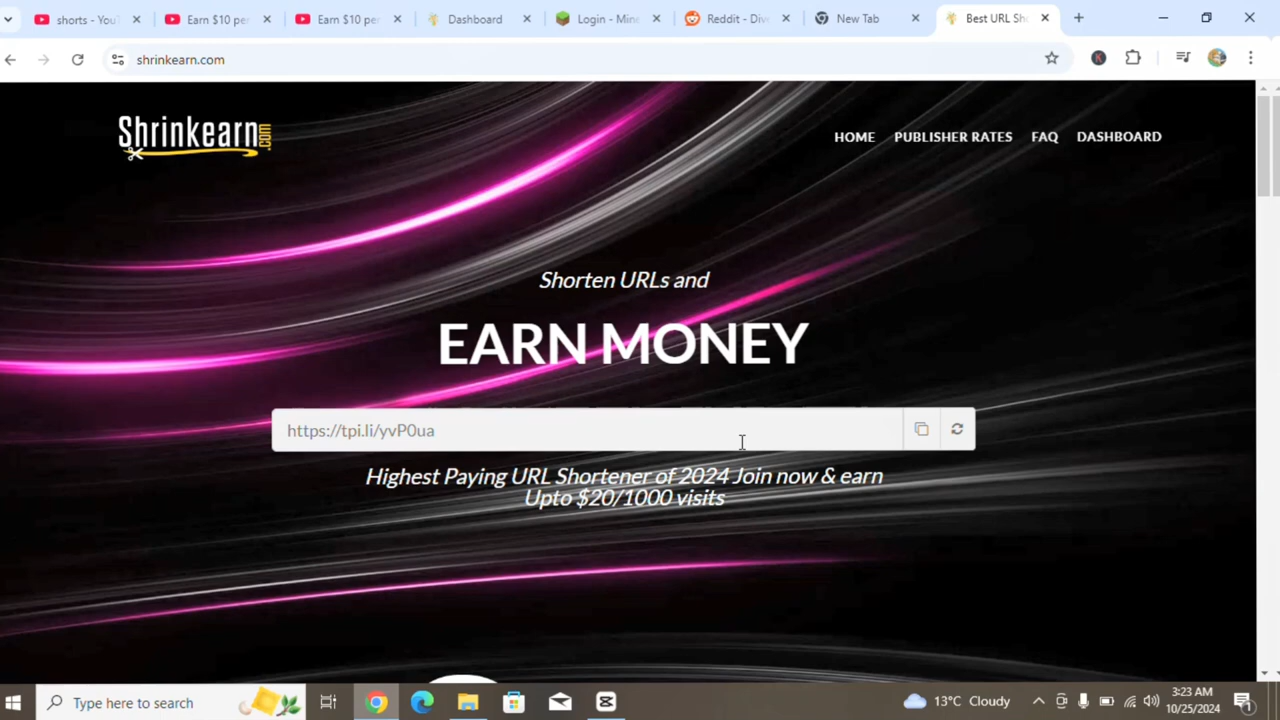 shorts - You
Earn $10 per
Earn $10 per
Dashboard
Login - Mine
Reddit - Dive
New Tab
Best URL Sho
shrinkearn.com
Shrinkearn.com
HOME
PUBLISHER RATES
FAQ
DASHBOARD
Shorten URLs and
EARN MONEY
https://tpi.li/yvP0ua
Highest Paying URL Shortener of 2024 Join now & earn
Upto $20/1000 visits
Type here to search
13°C Cloudy
3:23 AM
10/25/2024
1